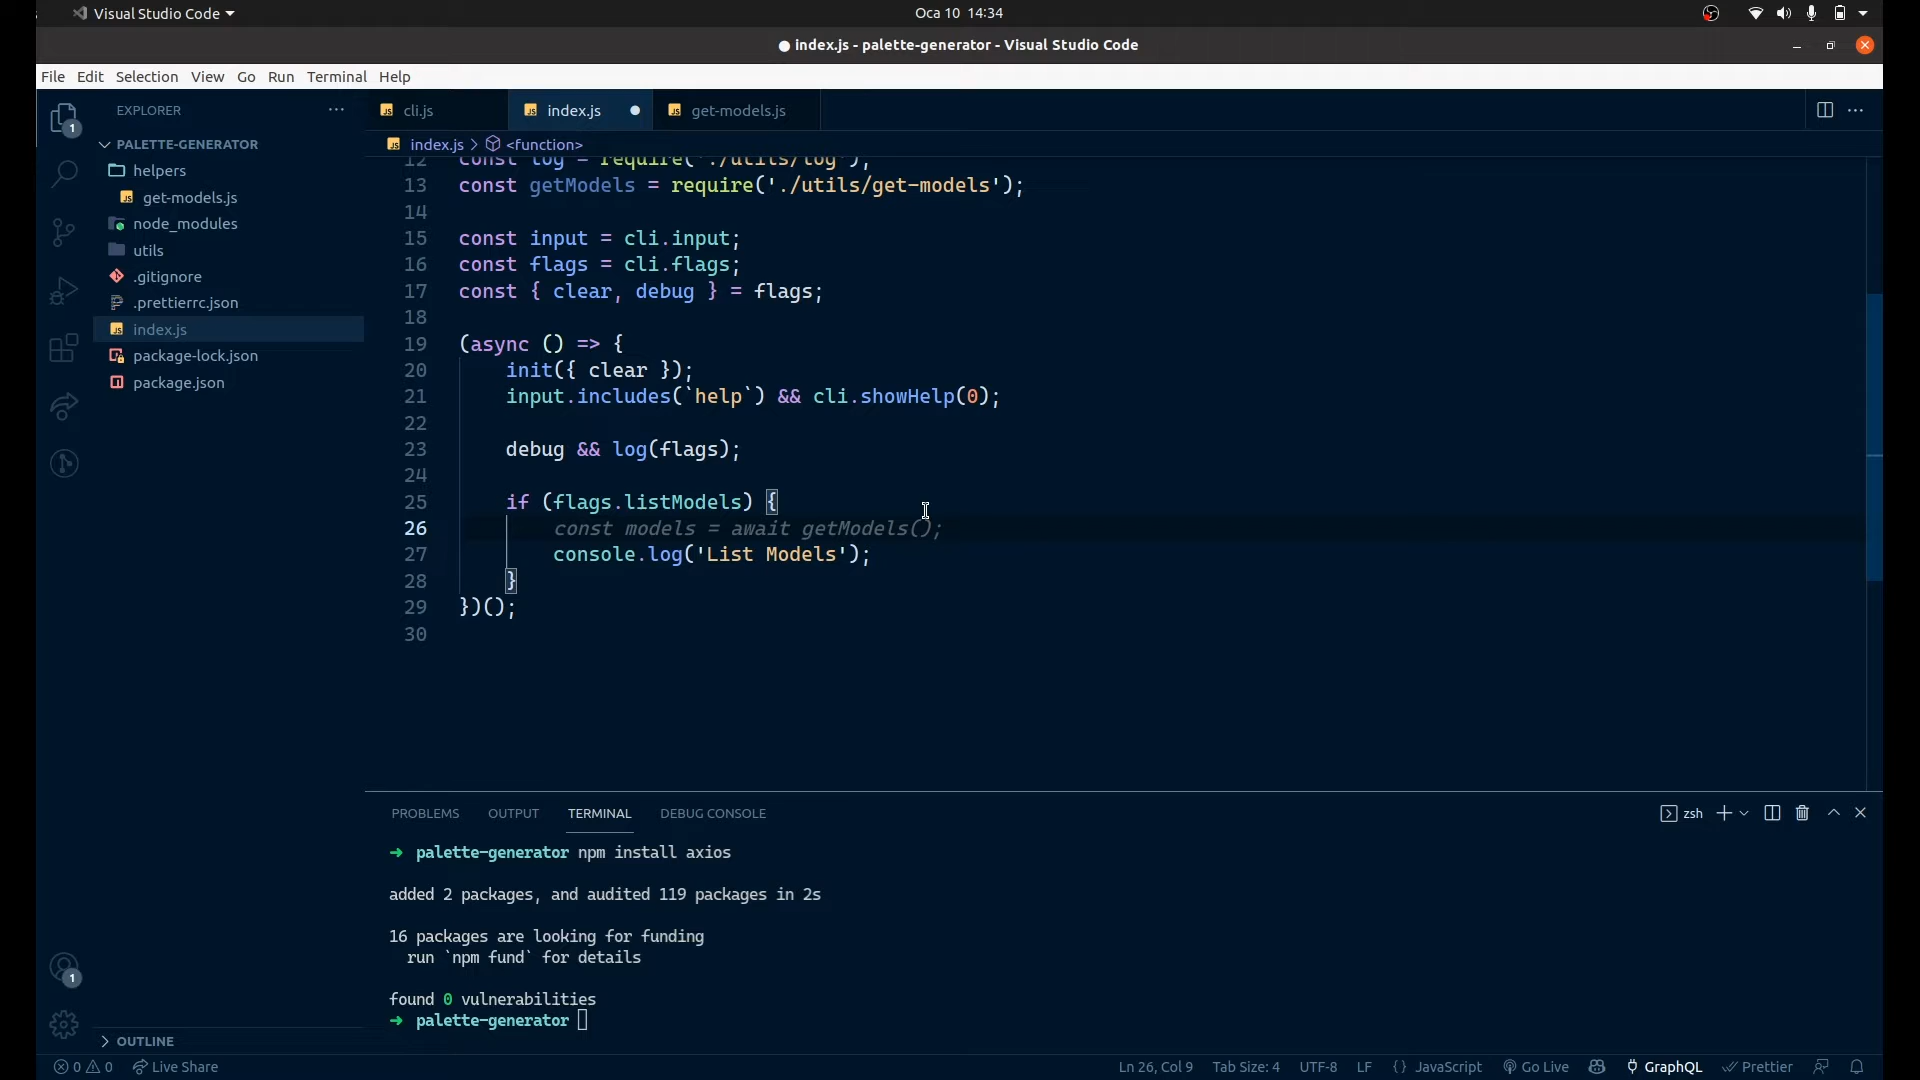 Visual Studio Code
Oca 10 14:34
index.js - palette-generator - Visual Studio Code
File Edit Selection View Go Run Terminal Help
EXPLORER
1
PALETTE-GENERATOR
helpers
get-models.js
node_modules
utils
.gitignore
.prettierrc.json
index.js
package-lock.json
package.json
1
OUTLINE
cli.js
index.js
get-models.js
index.js > <function>
12 const log = require('./utils/log');
13 const getModels = require('./utils/get-models');
14
15 const input = cli.input;
16 const flags = cli.flags;
17 const { clear, debug } = flags;
18
19 (async () => {
20 init({ clear });
21 input.includes(`help`) && cli.showHelp(0);
22
23 debug && log(flags);
24
25 if (flags.listModels) {
26 const models = await getModels();
27 console.log('List Models');
28 }
29 })();
30
PROBLEMS OUTPUT TERMINAL DEBUG CONSOLE
zsh
→ palette-generator npm install axios
added 2 packages, and audited 119 packages in 2s
16 packages are looking for funding
run `npm fund` for details
found 0 vulnerabilities
→ palette-generator
0 0 Live Share
Ln 26, Col 9 Tab Size: 4 UTF-8 LF {} JavaScript Go Live GraphQL Prettier